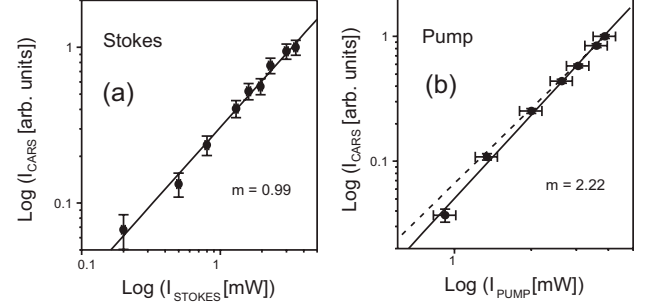 Stokes
(a)
Log (I_CARS [arb. units])
1
0.1
m = 0.99
0.1
1
Log (I_STOKES [mW])
Pump
(b)
Log (I_CARS [arb. units])
1
0.1
m = 2.22
1
Log (I_PUMP [mW])